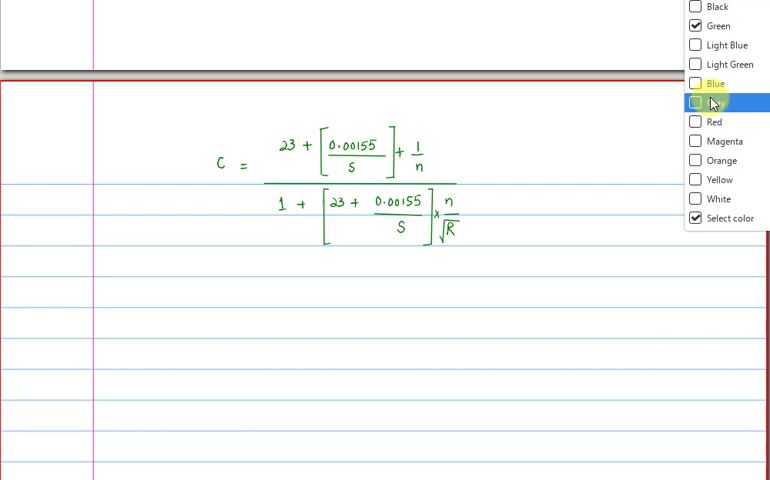 Black
Green
Light Blue
Light Green
Blue
Red
Magenta
Orange
Yellow
White
Select color
C = 23 + [0.00155 / S] + 1/n
1 + [23 + 0.00155 / S] × n/√R